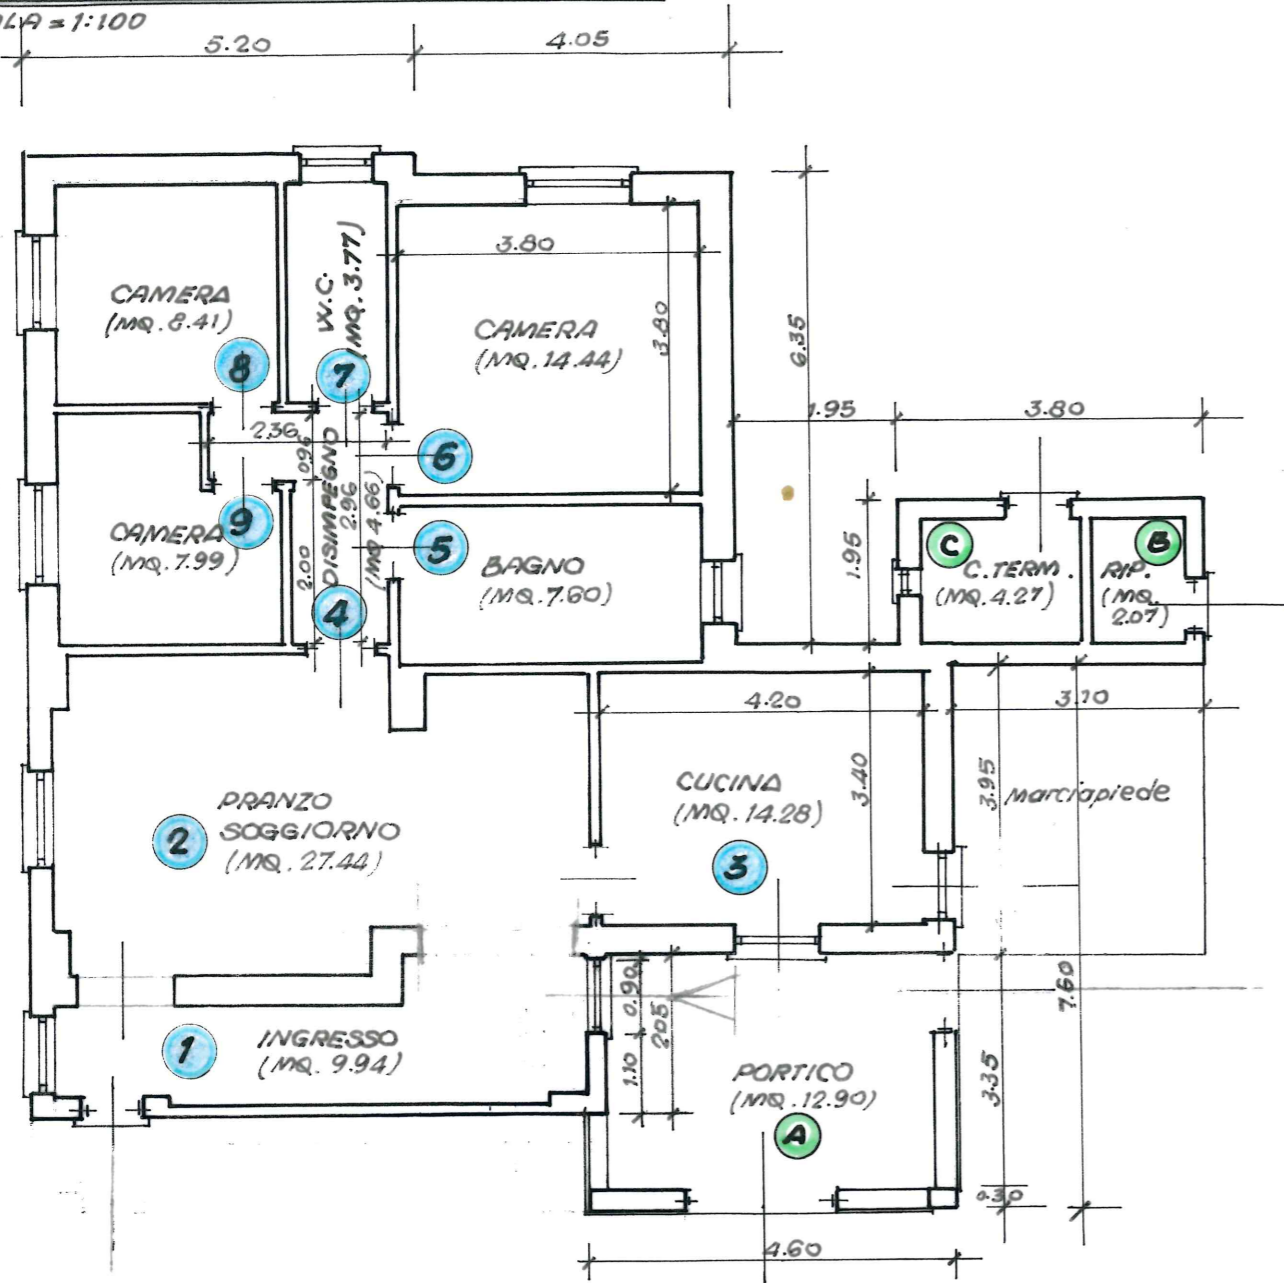 = 1:100
5.20
4.05
CAMERA
(MQ. 8.41)
8
W.C.
(MQ. 3.77)
7
3.80
3.80
CAMERA
(MQ. 14.44)
6.35
1.95
3.80
2.36
0.96
6
CAMERA
(MQ. 7.99)
9
DISIMPEGNO
2.96
(MQ 4.66)
2.00
4
5
BAGNO
(MQ. 7.60)
1.95
C
C. TERM.
(MQ. 4.27)
B
RIP.
(MQ.
2.07)
4.20
3.10
CUCINA
(MQ. 14.28)
3
3.40
3.95
Marciapiede
PRANZO
SOGGIORNO
(MQ. 27.44)
2
INGRESSO
(MQ. 9.94)
1
0.90
205
1.10
7.60
PORTICO
(MQ. 12.90)
A
3.35
0.30
4.60